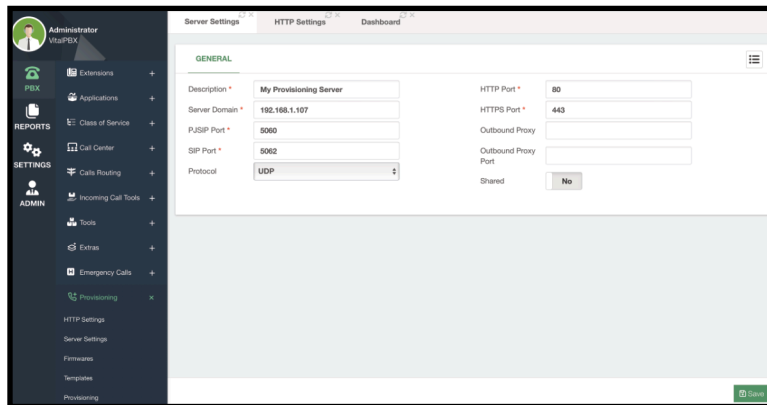 Administrator
VitalPBX
PBX
REPORTS
SETTINGS
ADMIN
Extensions +
Applications +
Class of Service +
Call Center +
Calls Routing +
Incoming Call Tools +
Tools +
Extras +
Emergency Calls +
Provisioning ×
HTTP Settings
Server Settings
Firmwares
Templates
Provisioning
Server Settings HTTP Settings Dashboard
GENERAL
Description * My Provisioning Server
Server Domain * 192.168.1.107
PJSIP Port * 5060
SIP Port * 5062
Protocol UDP
HTTP Port * 80
HTTPS Port * 443
Outbound Proxy
Outbound Proxy
Port
Shared No
Save